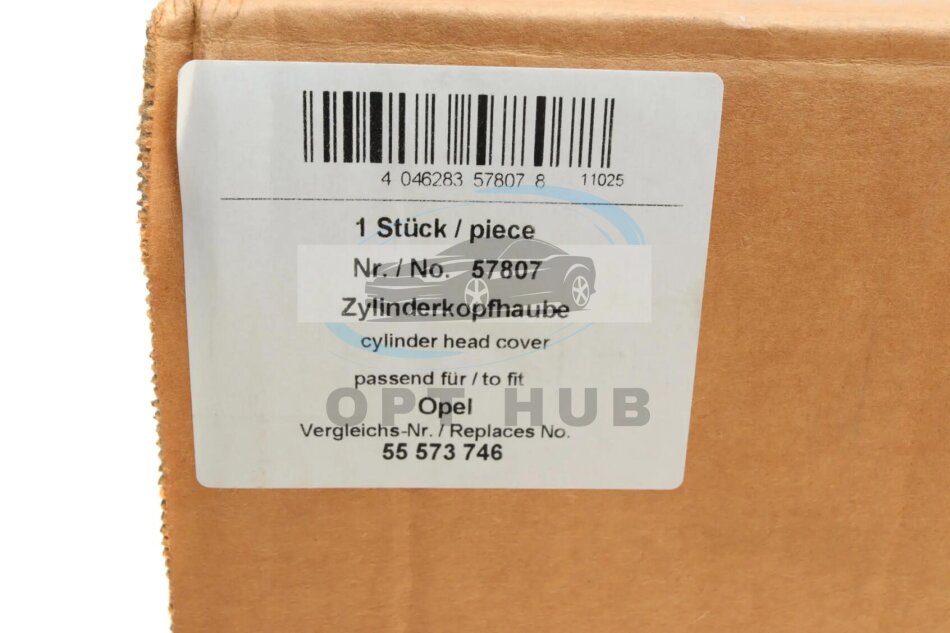 4 046283 57807 8 11025
1 Stück / piece
Nr. / No. 57807
Zylinderkopfhaube
cylinder head cover
passend für / to fit
OPT HUB
Opel
Vergleichs-Nr. / Replaces No.
55 573 746